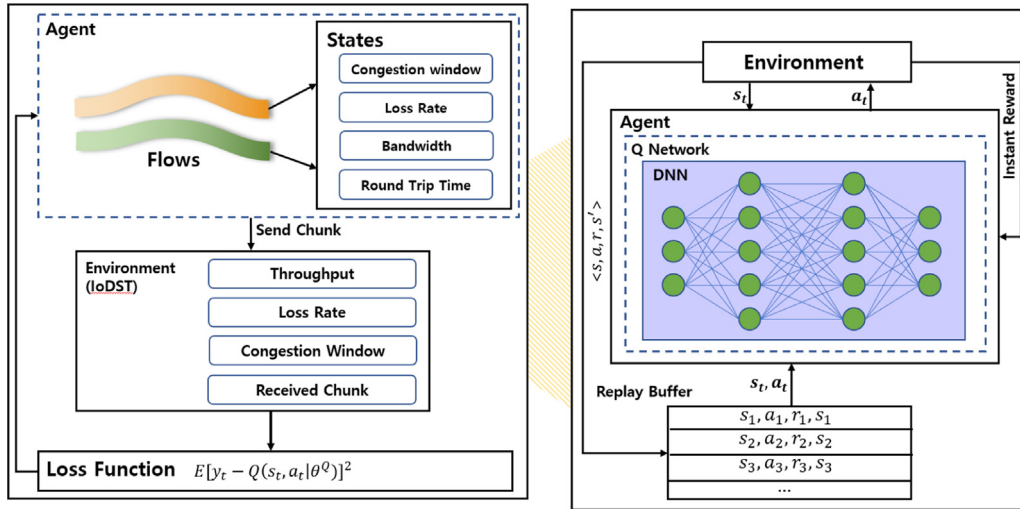 Agent
States
Congestion window
Loss Rate
Bandwidth
Round Trip Time
Flows
Send Chunk
Environment
(IoDST)
Throughput
Loss Rate
Congestion Window
Received Chunk
Loss Function E[y_t − Q(s_t, a_t|θ^Q)]^2
Environment
s_t
a_t
Instant Reward
Agent
Q Network
DNN
<s, a, r, s'>
s_t, a_t
Replay Buffer
s_1, a_1, r_1, s_1
s_2, a_2, r_2, s_2
s_3, a_3, r_3, s_3
...